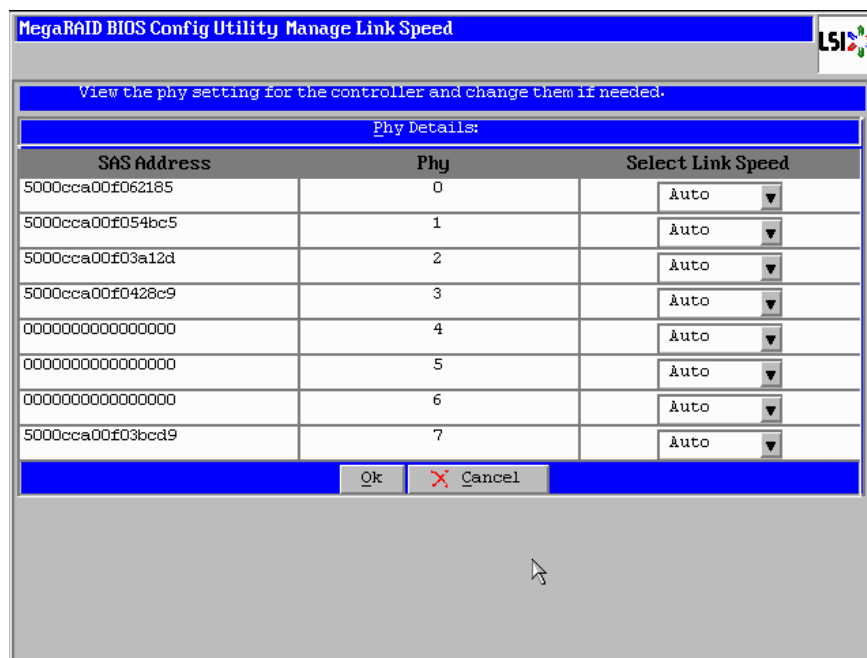 MegaRAID BIOS Config Utility Manage Link Speed
LSI
View the phy setting for the controller and change them if needed.
Phy Details:
SAS Address Phy Select Link Speed
5000cca00f062185 0 Auto
5000cca00f054bc5 1 Auto
5000cca00f03a12d 2 Auto
5000cca00f0428c9 3 Auto
0000000000000000 4 Auto
0000000000000000 5 Auto
0000000000000000 6 Auto
5000cca00f03bcd9 7 Auto
Ok Cancel